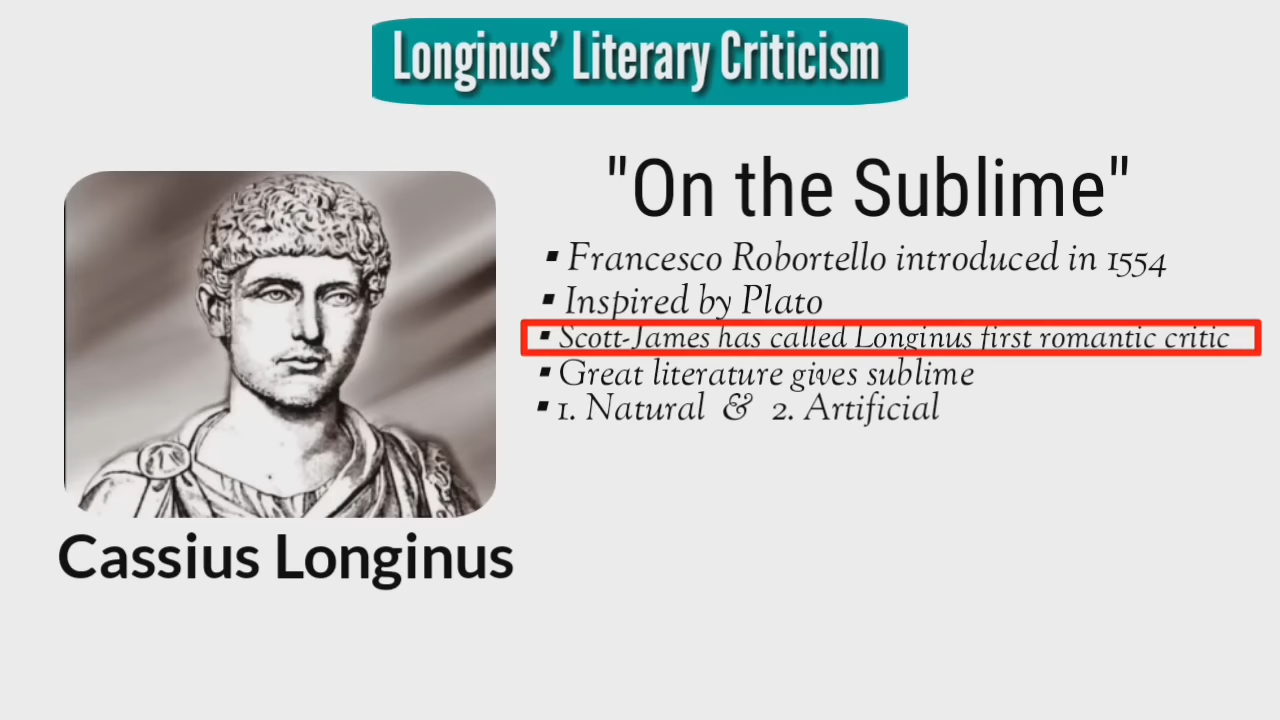 Longinus' Literary Criticism
"On the Sublime"
▪ Francesco Robortello introduced in 1554
▪ Inspired by Plato
▪ Scott-James has called Longinus first romantic critic
▪ Great literature gives sublime
▪ 1. Natural & 2. Artificial
Cassius Longinus